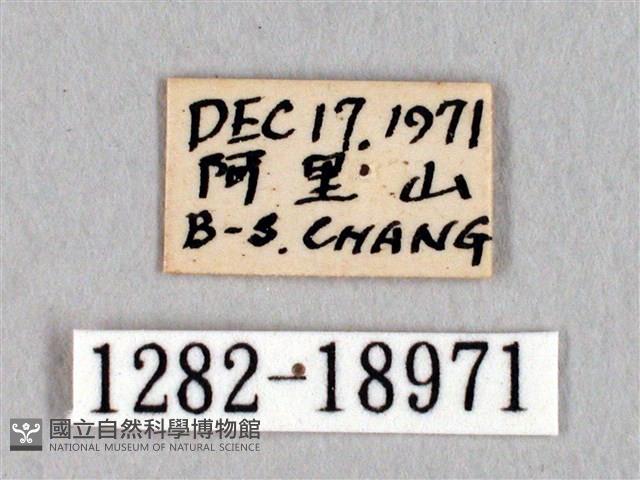 DEC 17. 1971
阿里山
B-S. CHANG
1282-18971
國立自然科學博物館
NATIONAL MUSEUM OF NATURAL SCIENCE